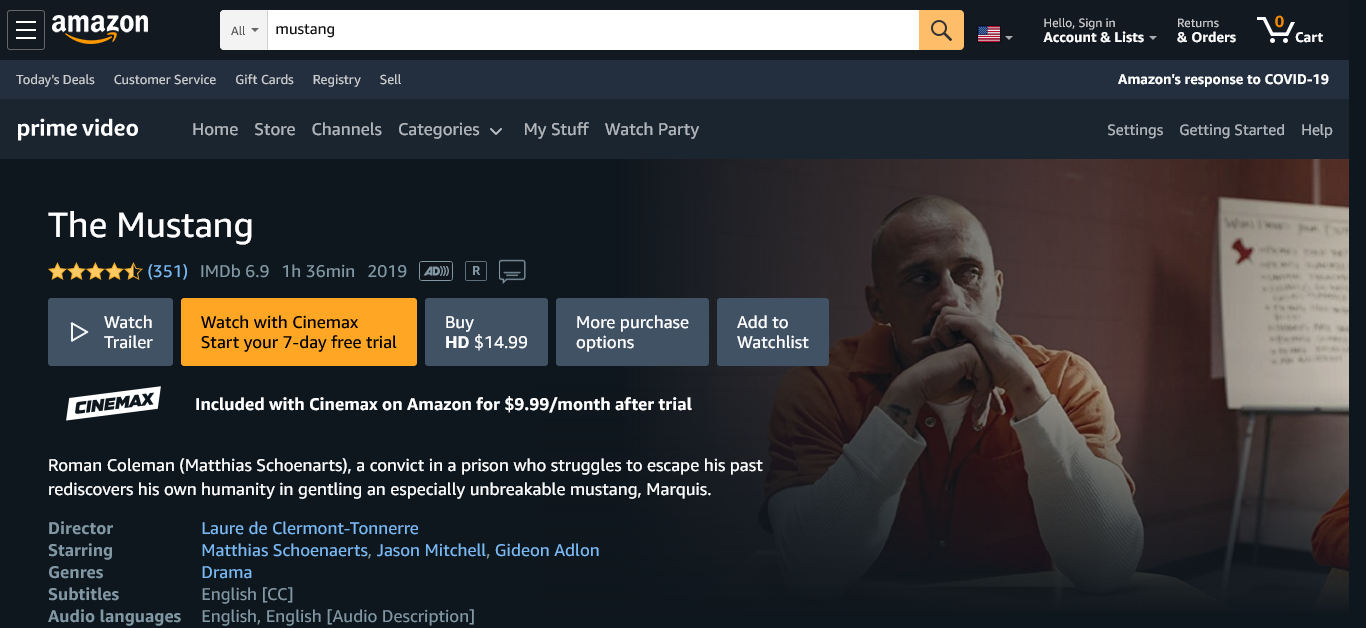 amazon
All
mustang
Hello, Sign in
Account & Lists
Returns
& Orders
0
Cart
Today's Deals
Customer Service
Gift Cards
Registry
Sell
Amazon's response to COVID-19
prime video
Home
Store
Channels
Categories
My Stuff
Watch Party
Settings
Getting Started
Help
The Mustang
(351) IMDb 6.9 1h 36min 2019 AD))) R
Watch
Trailer
Watch with Cinemax
Start your 7-day free trial
Buy
HD $14.99
More purchase
options
Add to
Watchlist
CINEMAX
Included with Cinemax on Amazon for $9.99/month after trial
Roman Coleman (Matthias Schoenarts), a convict in a prison who struggles to escape his past
rediscovers his own humanity in gentling an especially unbreakable mustang, Marquis.
Director Laure de Clermont-Tonnerre
Starring Matthias Schoenaerts, Jason Mitchell, Gideon Adlon
Genres Drama
Subtitles English [CC]
Audio languages English, English [Audio Description]